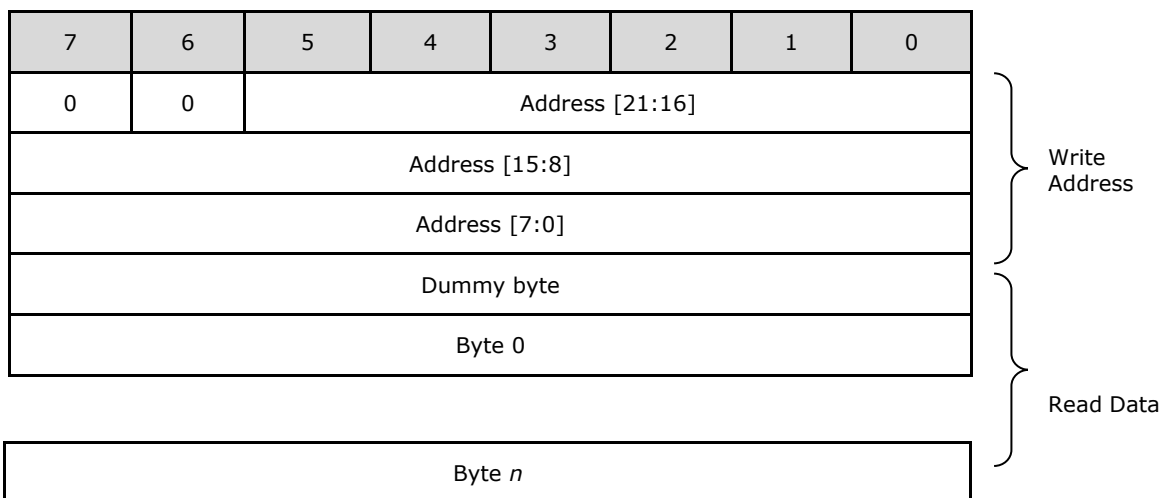 7 6 5 4 3 2 1 0
0 0 Address [21:16]
Address [15:8]
Write
Address
Address [7:0]
Dummy byte
Byte 0
Read Data
Byte n